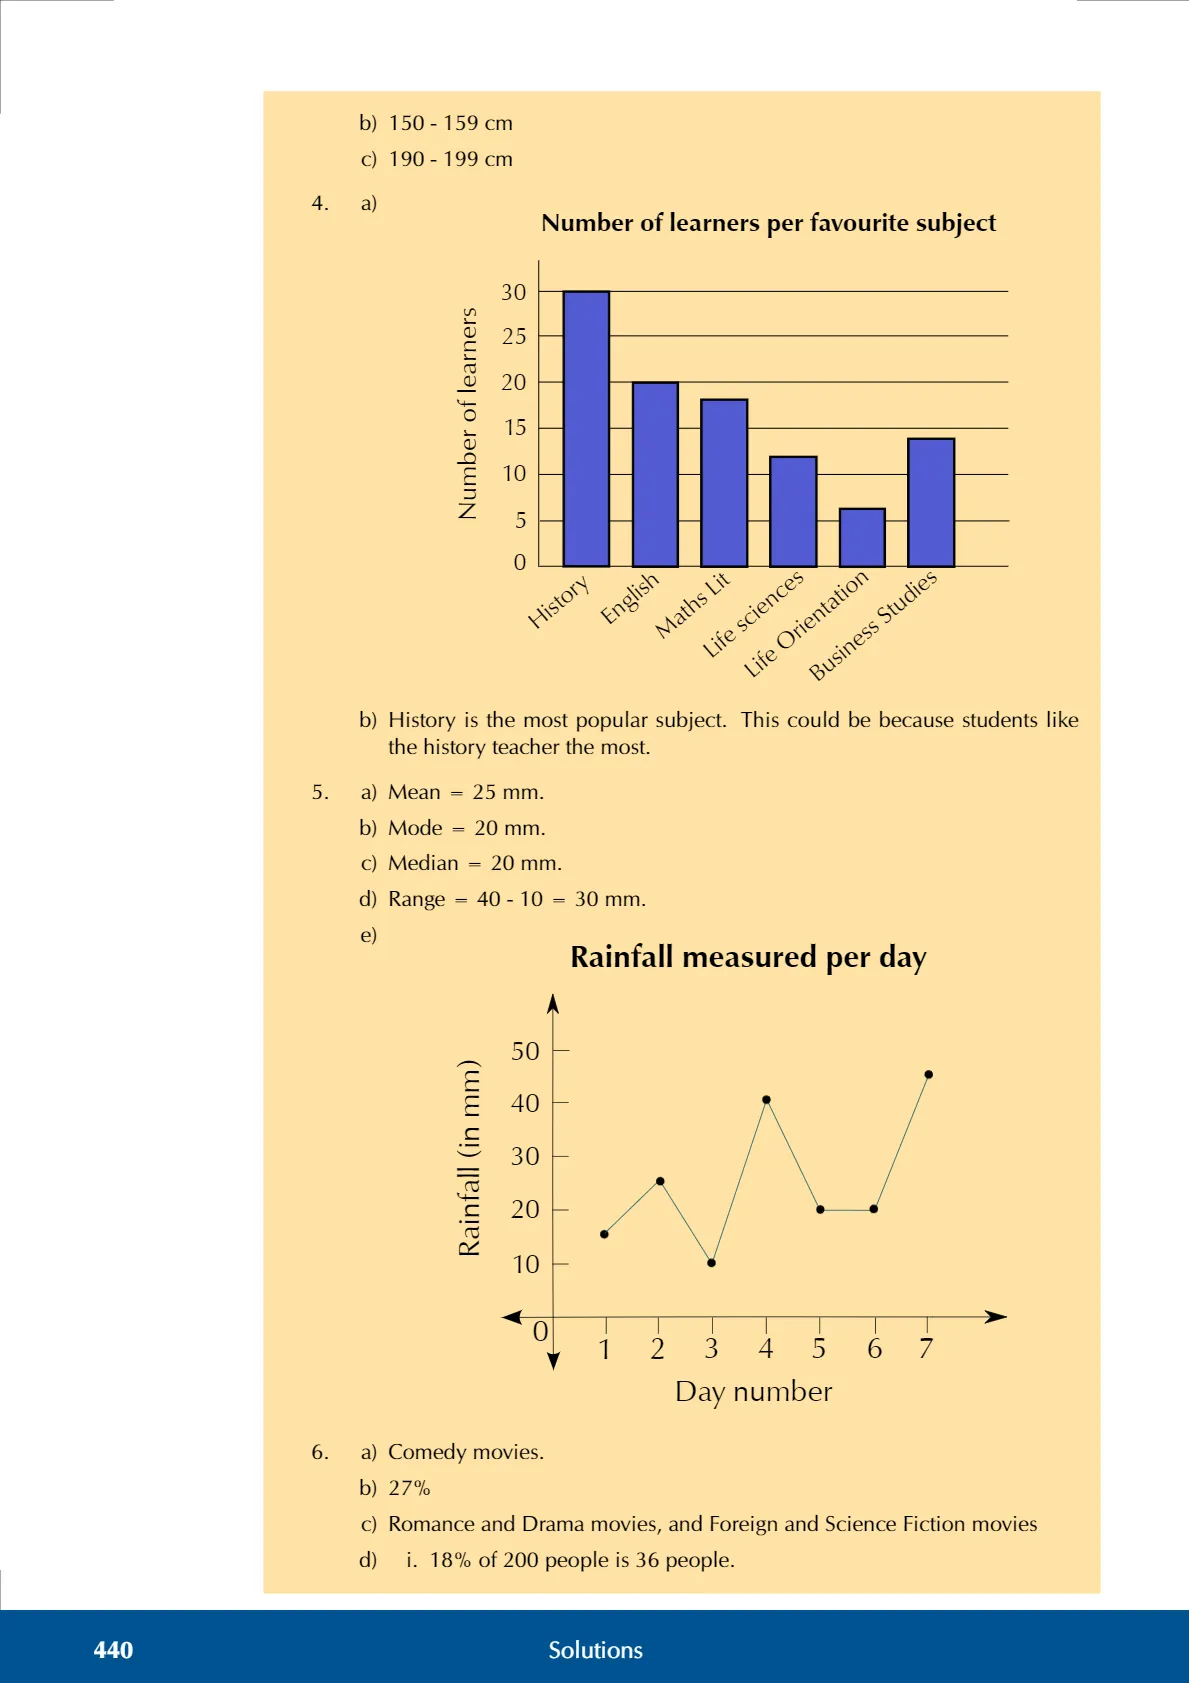 b) 150 - 159 cm
c) 190 - 199 cm
4. a)
Number of learners per favourite subject
Number of learners
30
25
20
15
10
5
0
History
English
Maths Lit
Life sciences
Life Orientation
Business Studies
b) History is the most popular subject. This could be because students like
the history teacher the most.
5. a) Mean = 25 mm.
b) Mode = 20 mm.
c) Median = 20 mm.
d) Range = 40 - 10 = 30 mm.
e)
Rainfall measured per day
Rainfall (in mm)
50
40
30
20
10
0
1 2 3 4 5 6 7
Day number
6. a) Comedy movies.
b) 27%
c) Romance and Drama movies, and Foreign and Science Fiction movies
d) i. 18% of 200 people is 36 people.
440 Solutions